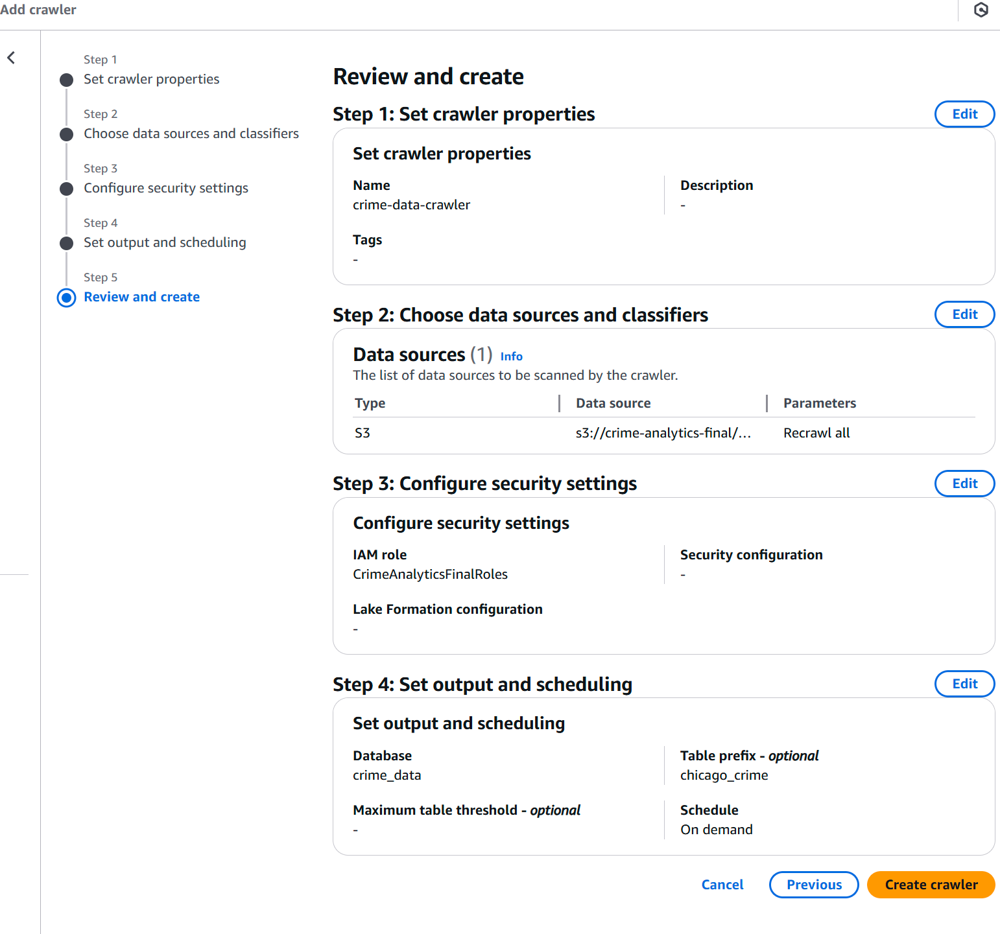 Add crawler
Step 1
Set crawler properties
Step 2
Choose data sources and classifiers
Step 3
Configure security settings
Step 4
Set output and scheduling
Step 5
Review and create
Review and create
Step 1: Set crawler properties
Edit
Set crawler properties
Name
crime-data-crawler
Description
-
Tags
-
Step 2: Choose data sources and classifiers
Edit
Data sources (1) Info
The list of data sources to be scanned by the crawler.
Type Data source Parameters
S3 s3://crime-analytics-final/... Recrawl all
Step 3: Configure security settings
Edit
Configure security settings
IAM role
CrimeAnalyticsFinalRoles
Security configuration
-
Lake Formation configuration
-
Step 4: Set output and scheduling
Edit
Set output and scheduling
Database
crime_data
Table prefix - optional
chicago_crime
Maximum table threshold - optional
-
Schedule
On demand
Cancel Previous Create crawler